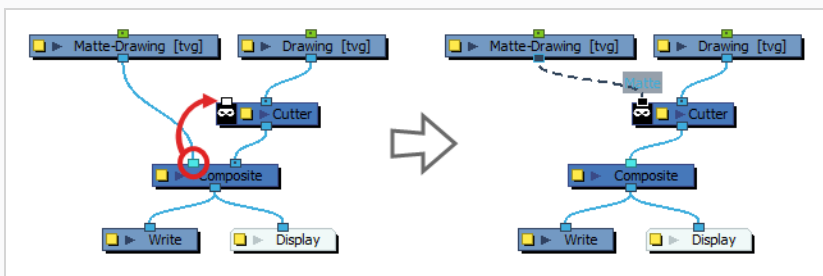 Matte-Drawing [tvg]
Drawing [tvg]
Cutter
Composite
Write
Display
Matte-Drawing [tvg]
Drawing [tvg]
Matte
Cutter
Composite
Write
Display